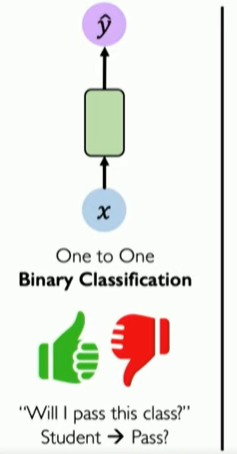 ŷ
x
One to One
Binary Classification
“Will I pass this class?”
Student → Pass?